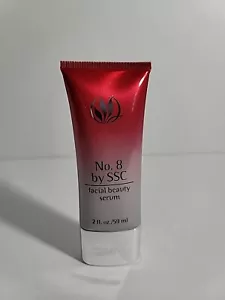 No. 8
by SSC
facial beauty
serum
2 fl. oz./59 ml